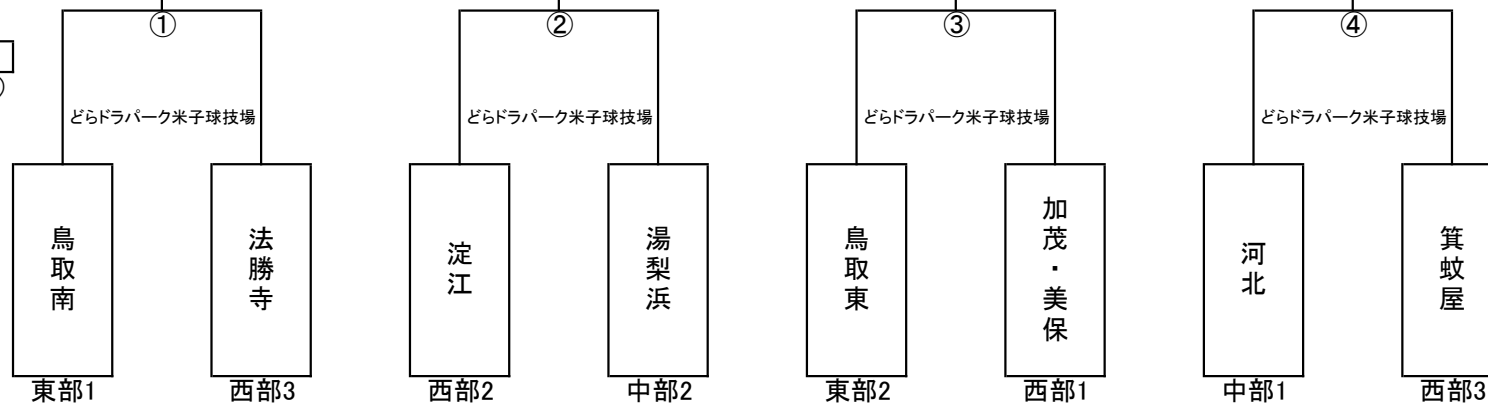 ① ② ③ ④
どらドラパーク米子球技場 どらドラパーク米子球技場 どらドラパーク米子球技場 どらドラパーク米子球技場
鳥取南
法勝寺
淀江
湯梨浜
鳥取東
加茂・美保
河北
箕蚊屋
東部1 西部3 西部2 中部2 東部2 西部1 中部1 西部3